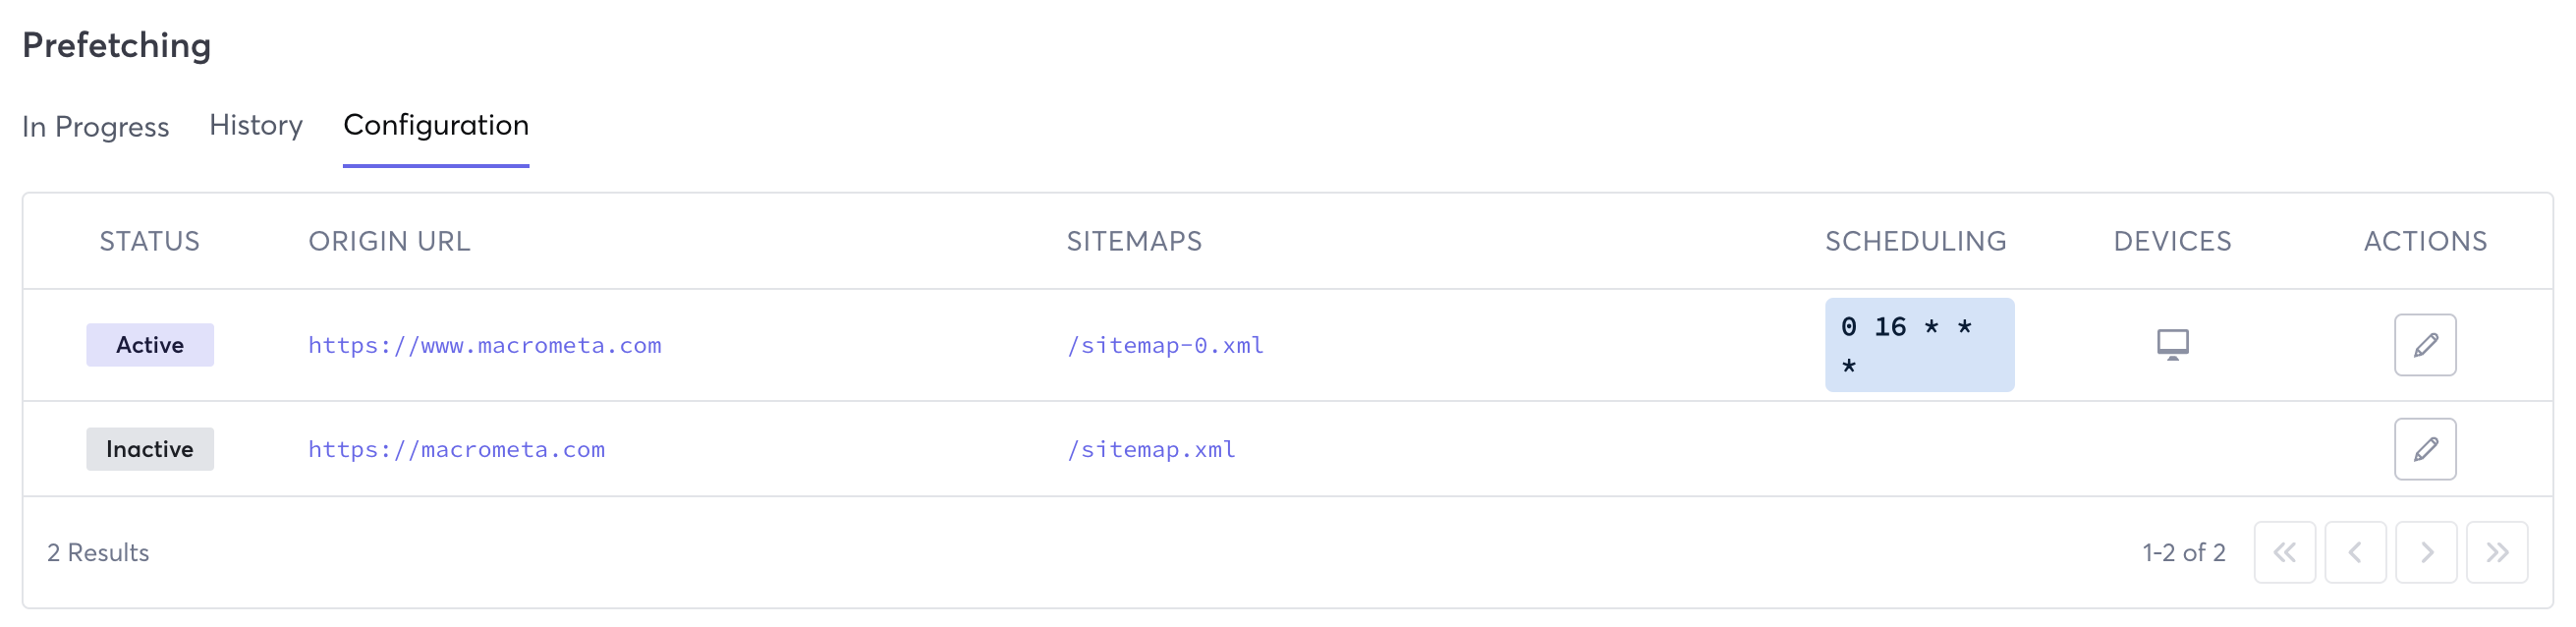 Prefetching
In Progress History Configuration
STATUS ORIGIN URL SITEMAPS SCHEDULING DEVICES ACTIONS
Active https://www.macrometa.com /sitemap-0.xml 0 16 * *
*
Inactive https://macrometa.com /sitemap.xml
2 Results 1-2 of 2